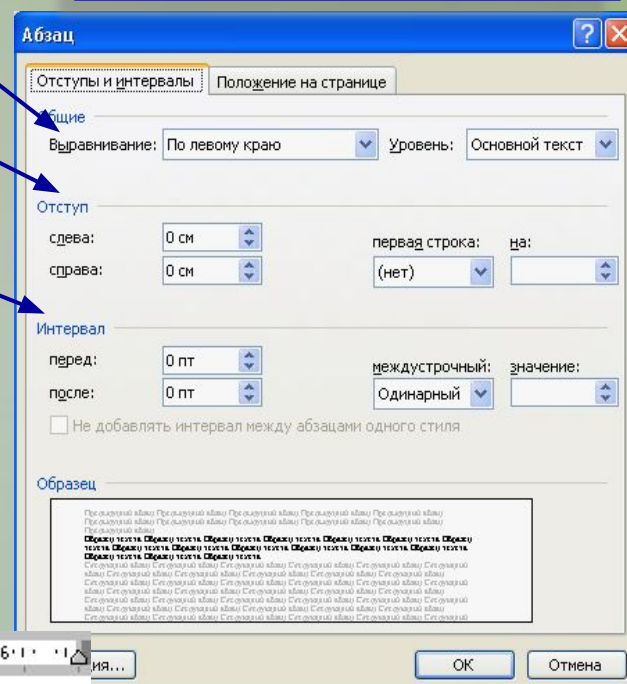 Абзац
Отступы и интервалы Положение на странице
Общие
Выравнивание: По левому краю Уровень: Основной текст
Отступ
слева: 0 см первая строка: на:
справа: 0 см (нет)
Интервал
перед: 0 пт междустрочный: значение:
после: 0 пт Одинарный
Не добавлять интервал между абзацами одного стиля
Образец
ия...
ОК Отмена